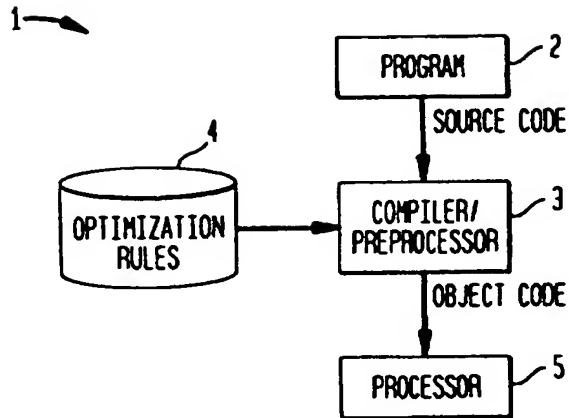 1
PROGRAM
2
SOURCE CODE
4
OPTIMIZATION
RULES
COMPILER/
PREPROCESSOR
3
OBJECT CODE
PROCESSOR
5